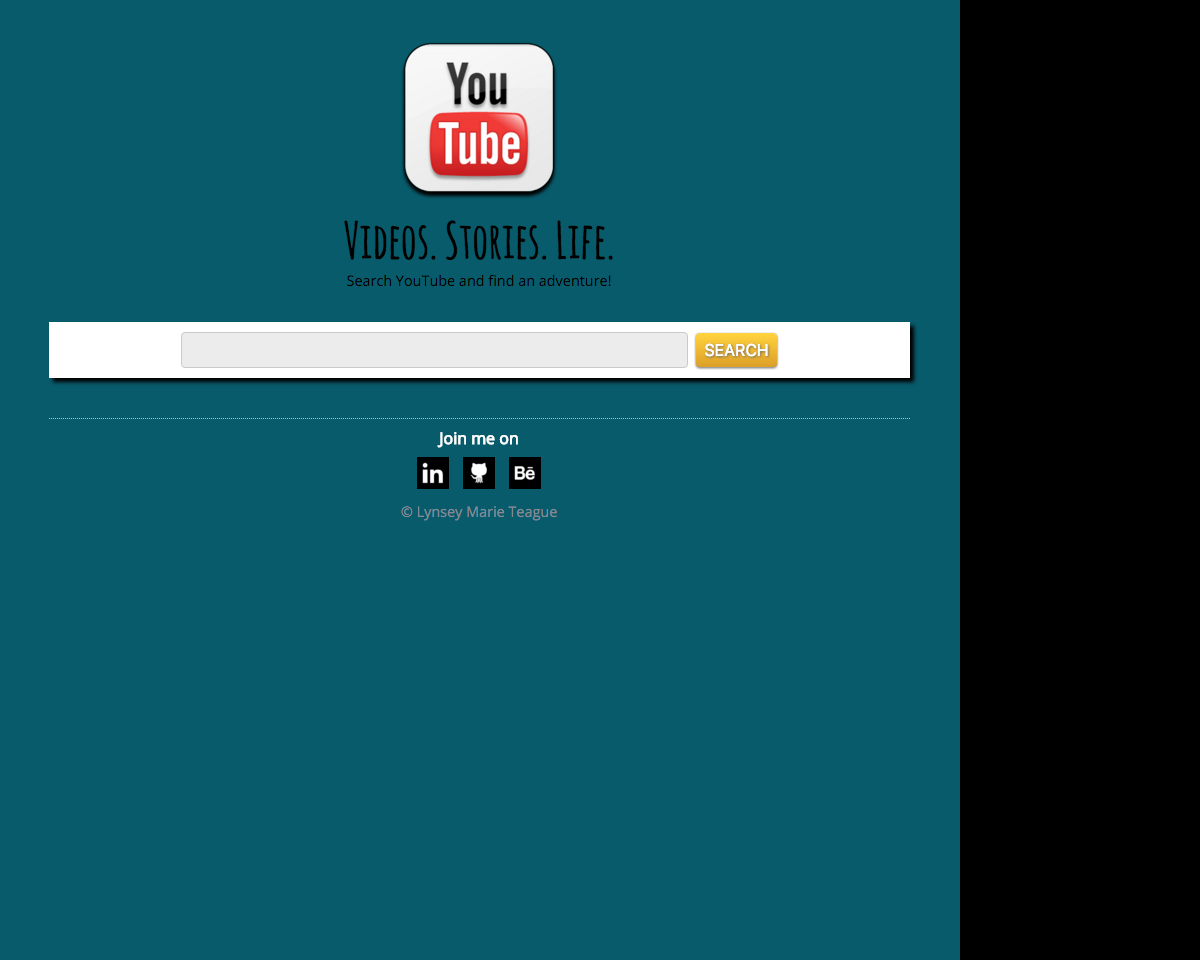 You
Tube
Videos. Stories. Life.
Search YouTube and find an adventure!
SEARCH
Join me on
in
Bē
© Lynsey Marie Teague